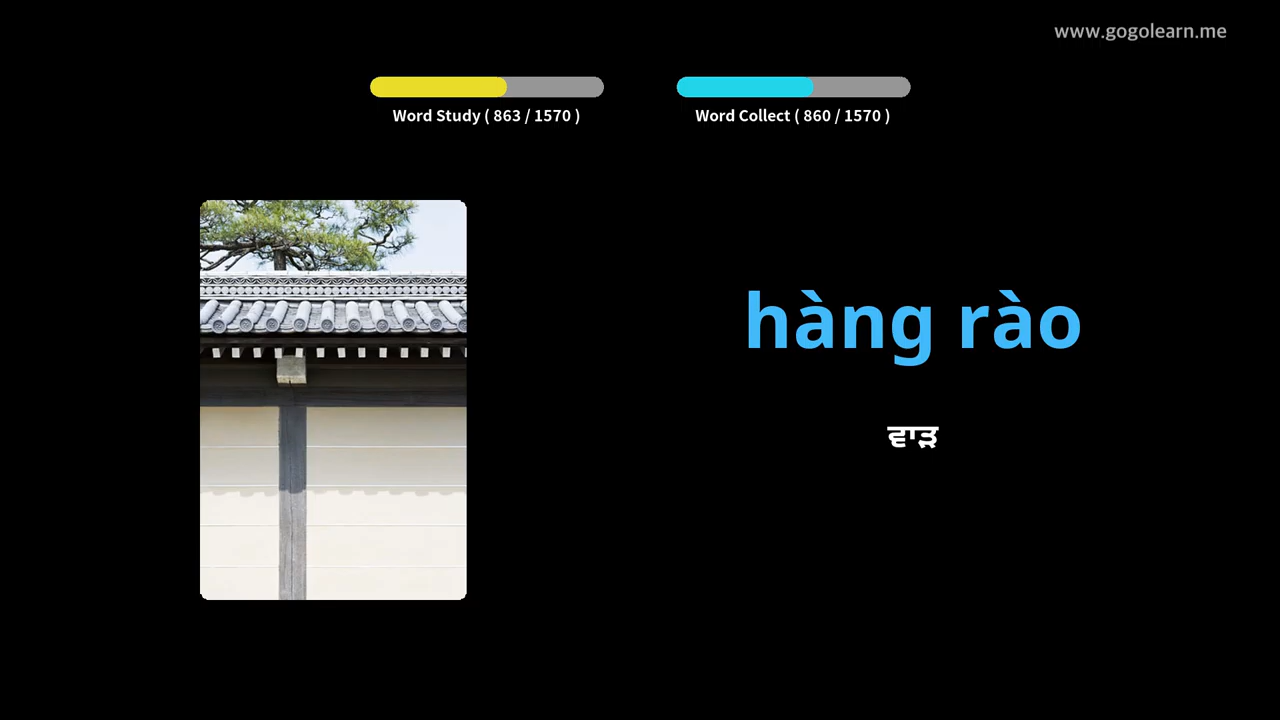 www.gogolearn.me
Word Study ( 863 / 1570 )
Word Collect ( 860 / 1570 )
hàng rào
ਵਾੜ